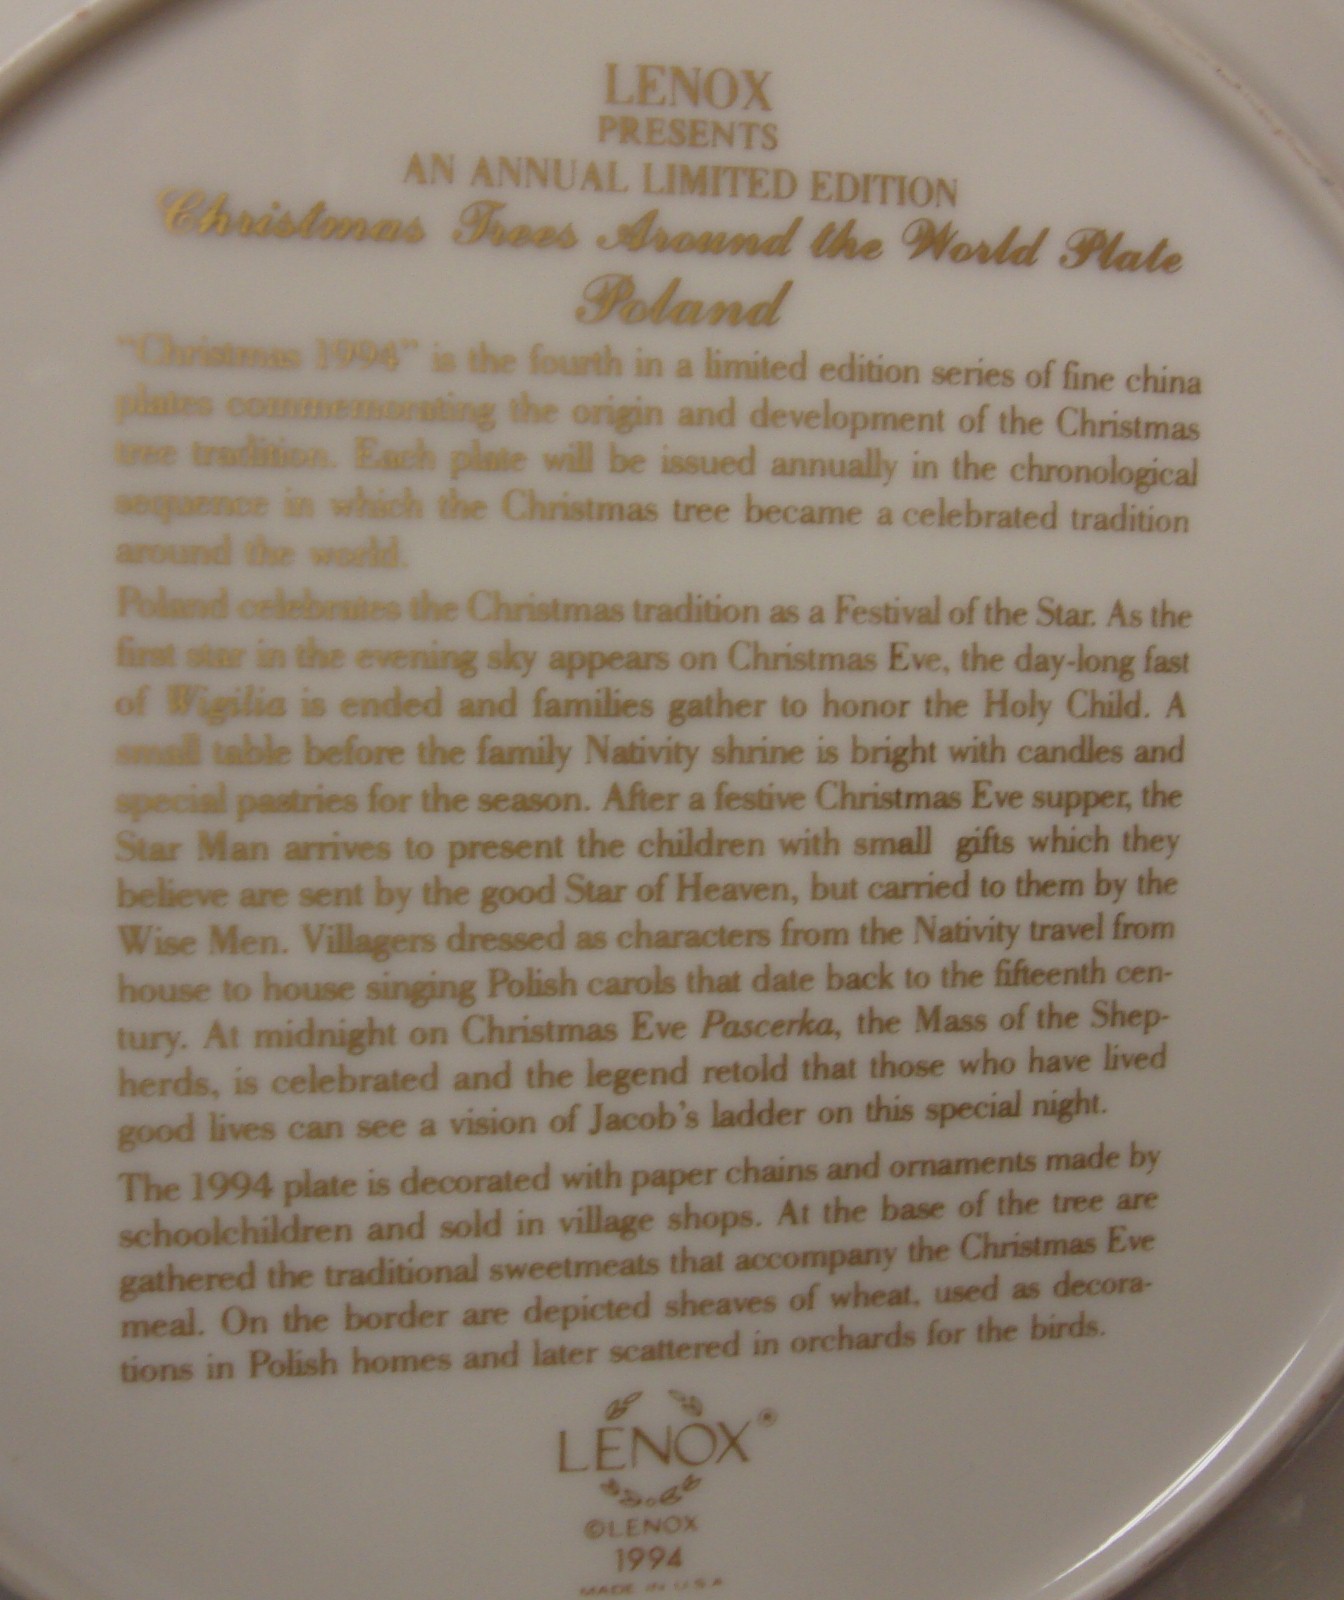 LENOX
PRESENTS
AN ANNUAL LIMITED EDITION
Christmas Trees Around the World Plate
Poland
"Christmas 1994" is the fourth in a limited edition series of fine china
plates commemorating the origin and development of the Christmas
tree tradition. Each plate will be issued annually in the chronological
sequence in which the Christmas tree became a celebrated tradition
around the world.
Poland celebrates the Christmas tradition as a Festival of the Star. As the
first star in the evening sky appears on Christmas Eve, the day-long fast
of Wigilia is ended and families gather to honor the Holy Child. A
small table before the family Nativity shrine is bright with candles and
special pastries for the season. After a festive Christmas Eve supper, the
Star Man arrives to present the children with small gifts which they
believe are sent by the good Star of Heaven, but carried to them by the
Wise Men. Villagers dressed as characters from the Nativity travel from
house to house singing Polish carols that date back to the fifteenth cen-
tury. At midnight on Christmas Eve Pascerka, the Mass of the Shep-
herds, is celebrated and the legend retold that those who have lived
good lives can see a vision of Jacob's ladder on this special night.
The 1994 plate is decorated with paper chains and ornaments made by
schoolchildren and sold in village shops. At the base of the tree are
gathered the traditional sweetmeats that accompany the Christmas Eve
meal. On the border are depicted sheaves of wheat, used as decora-
tions in Polish homes and later scattered in orchards for the birds.
LENOX®
©LENOX
1994
MADE IN U.S.A